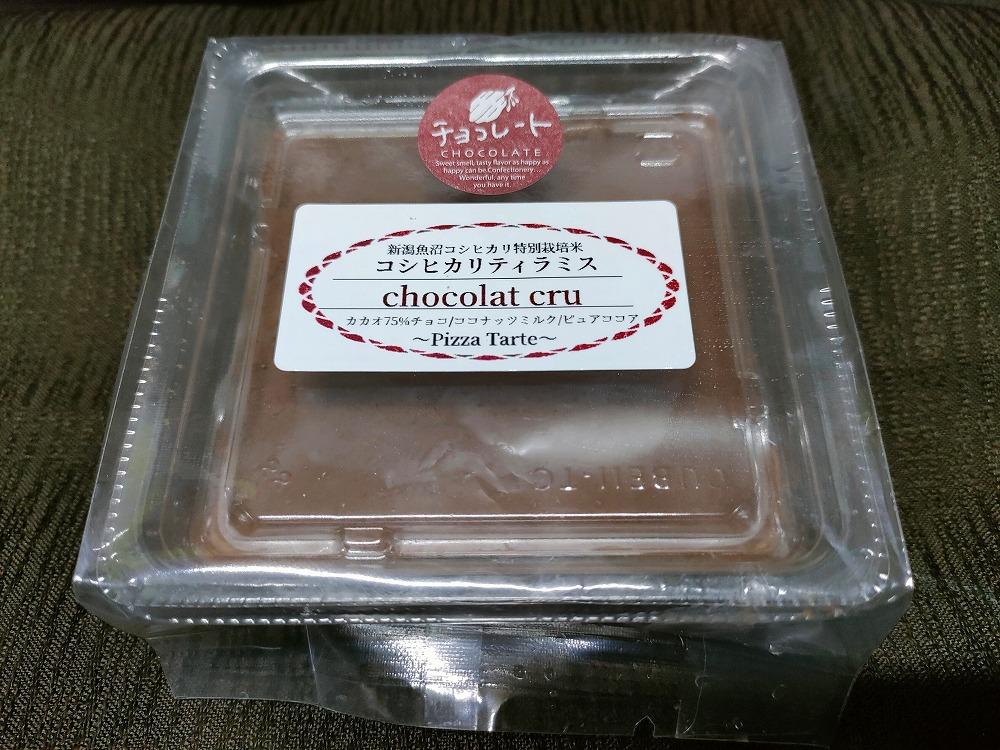 チョコレート
CHOCOLATE
Sweet smell, tasty flavor as happy as
happy can be.Confectionery...
Wonderful, any time
you have it.
新潟魚沼コシヒカリ特別栽培米
コシヒカリティラミス
chocolat cru
カカオ75%チョコ/ココナッツミルク/ピュアココア
～Pizza Tarte～